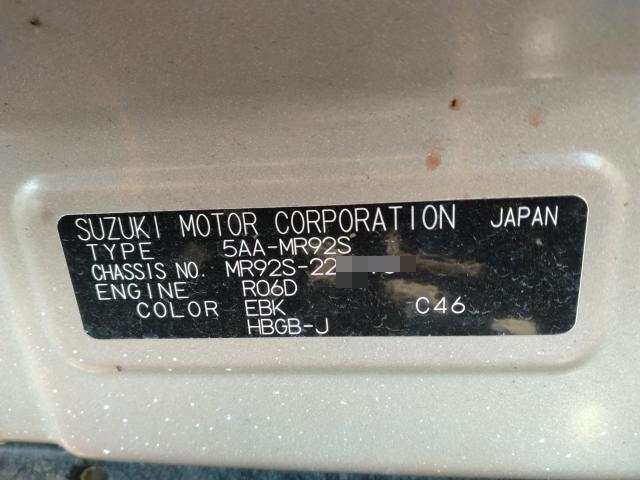 SUZUKI MOTOR CORPORATION JAPAN
TYPE 5AA-MR92S
CHASSIS NO. MR92S-22
ENGINE R06D
COLOR EBK C46
HBGB-J